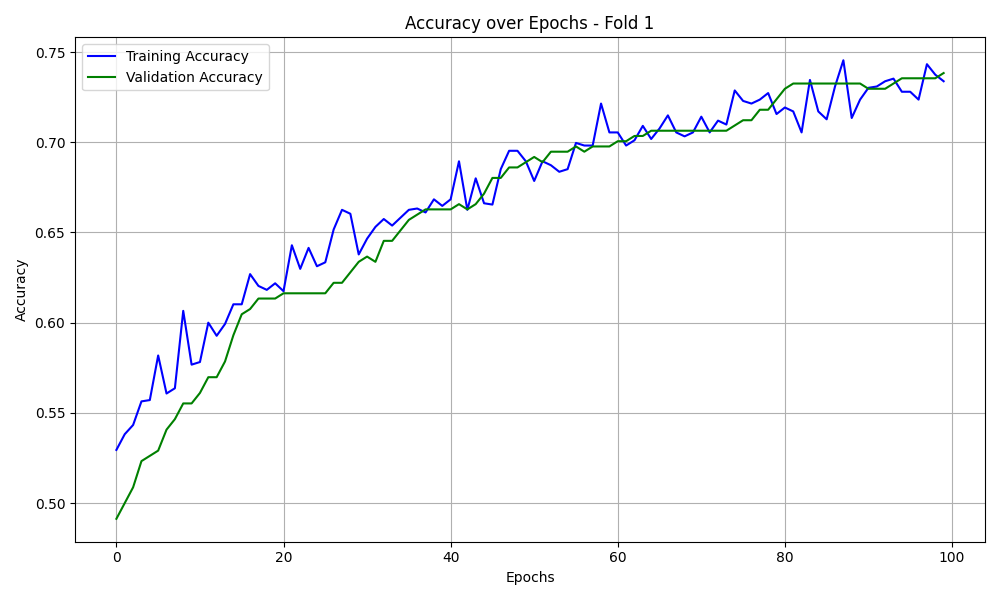 Accuracy over Epochs - Fold 1
Training Accuracy
Validation Accuracy
Accuracy
0.75
0.70
0.65
0.60
0.55
0.50
0 20 40 60 80 100
Epochs